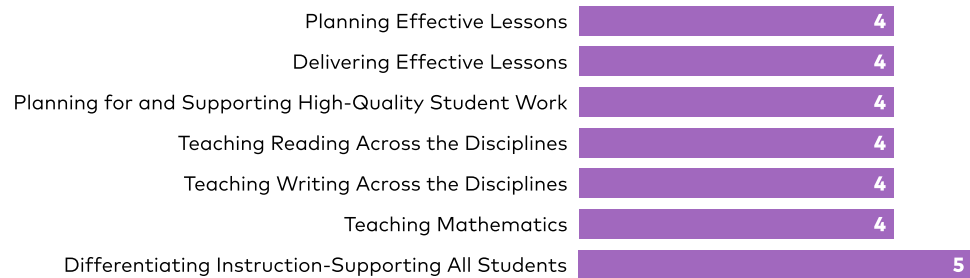 Planning Effective Lessons 4
Delivering Effective Lessons 4
Planning for and Supporting High-Quality Student Work 4
Teaching Reading Across the Disciplines 4
Teaching Writing Across the Disciplines 4
Teaching Mathematics 4
Differentiating Instruction-Supporting All Students 5